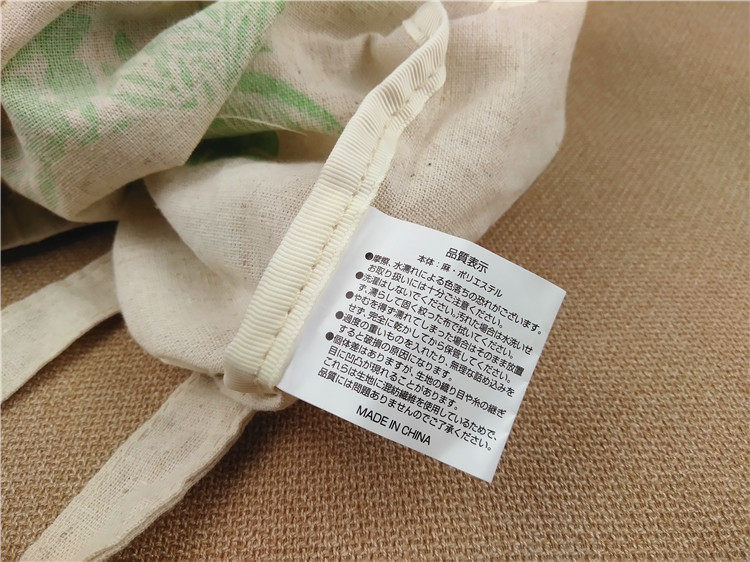 品質表示
本体：麻・ポリエステル
●摩擦、水濡れによる色落ちの恐れがございます。
お取り扱いには十分ご注意ください。
●洗濯はしないでください。汚れた場合は水洗いせ
ず、濡らして固く絞った布で拭いてください。
●やむを得ず濡れてしまった場合はそのまま放置
せず、完全に乾かしてから保管してください。
●過度の重いものを入れたり、無理な詰め込みを
すると破損の原因になります。
●個体差はありますが、生地の織り目や糸の継ぎ
目に凹凸が現れることがあります。
これらは生地に混紡繊維を使用しているためで、
品質には問題ありませんのでご了承ください。
MADE IN CHINA